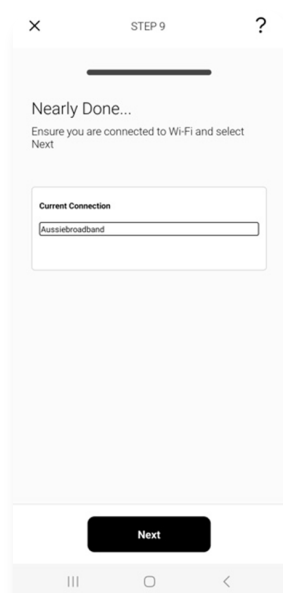 STEP 9
?
Nearly Done...
Ensure you are connected to Wi-Fi and select
Next
Current Connection
Aussiebroadband
Next